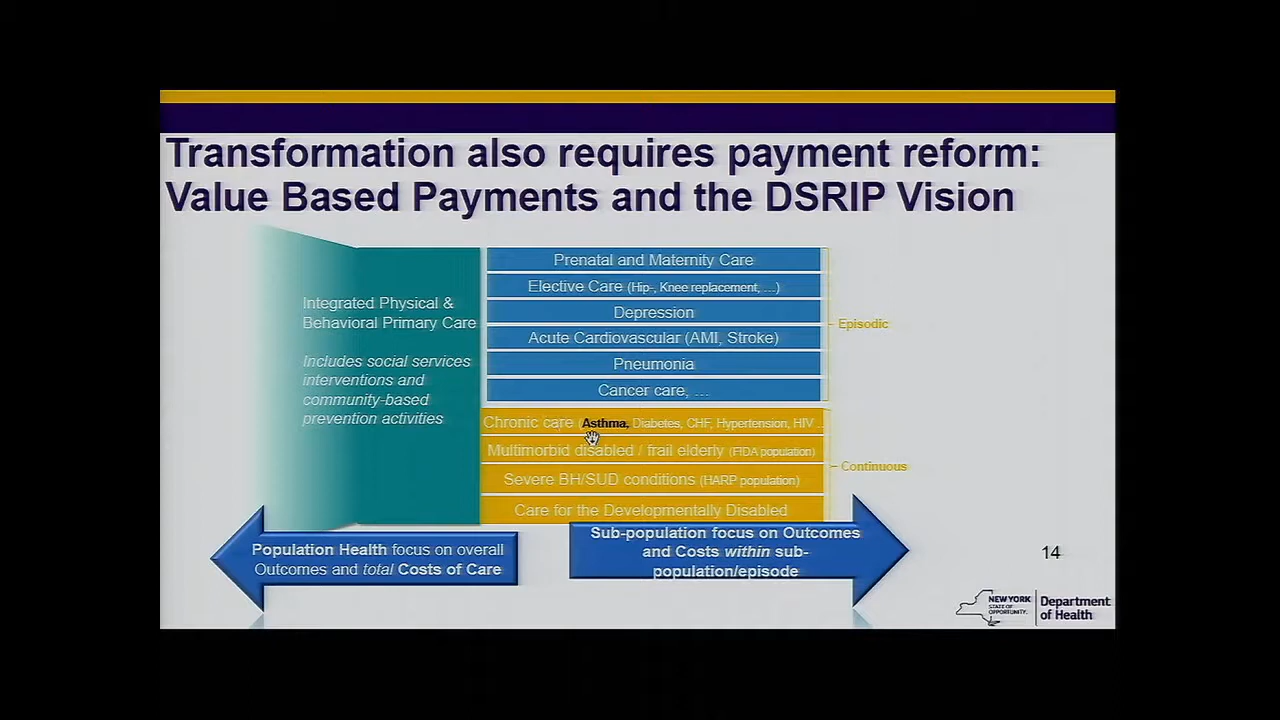 Transformation also requires payment reform:
Value Based Payments and the DSRIP Vision
Integrated Physical &
Behavioral Primary Care
Includes social services
interventions and
community-based
prevention activities
Prenatal and Maternity Care
Elective Care (Hip-, Knee replacement, …)
Depression
Acute Cardiovascular (AMI, Stroke)
Pneumonia
Cancer care, …
Episodic
Chronic care Asthma, Diabetes, CHF, Hypertension, HIV ..
Multimorbid disabled / frail elderly (FIDA population)
Severe BH/SUD conditions (HARP population)
Care for the Developmentally Disabled
Continuous
Population Health focus on overall
Outcomes and total Costs of Care
Sub-population focus on Outcomes
and Costs within sub-
population/episode
14
NEW YORK
STATE OF
OPPORTUNITY.
Department
of Health